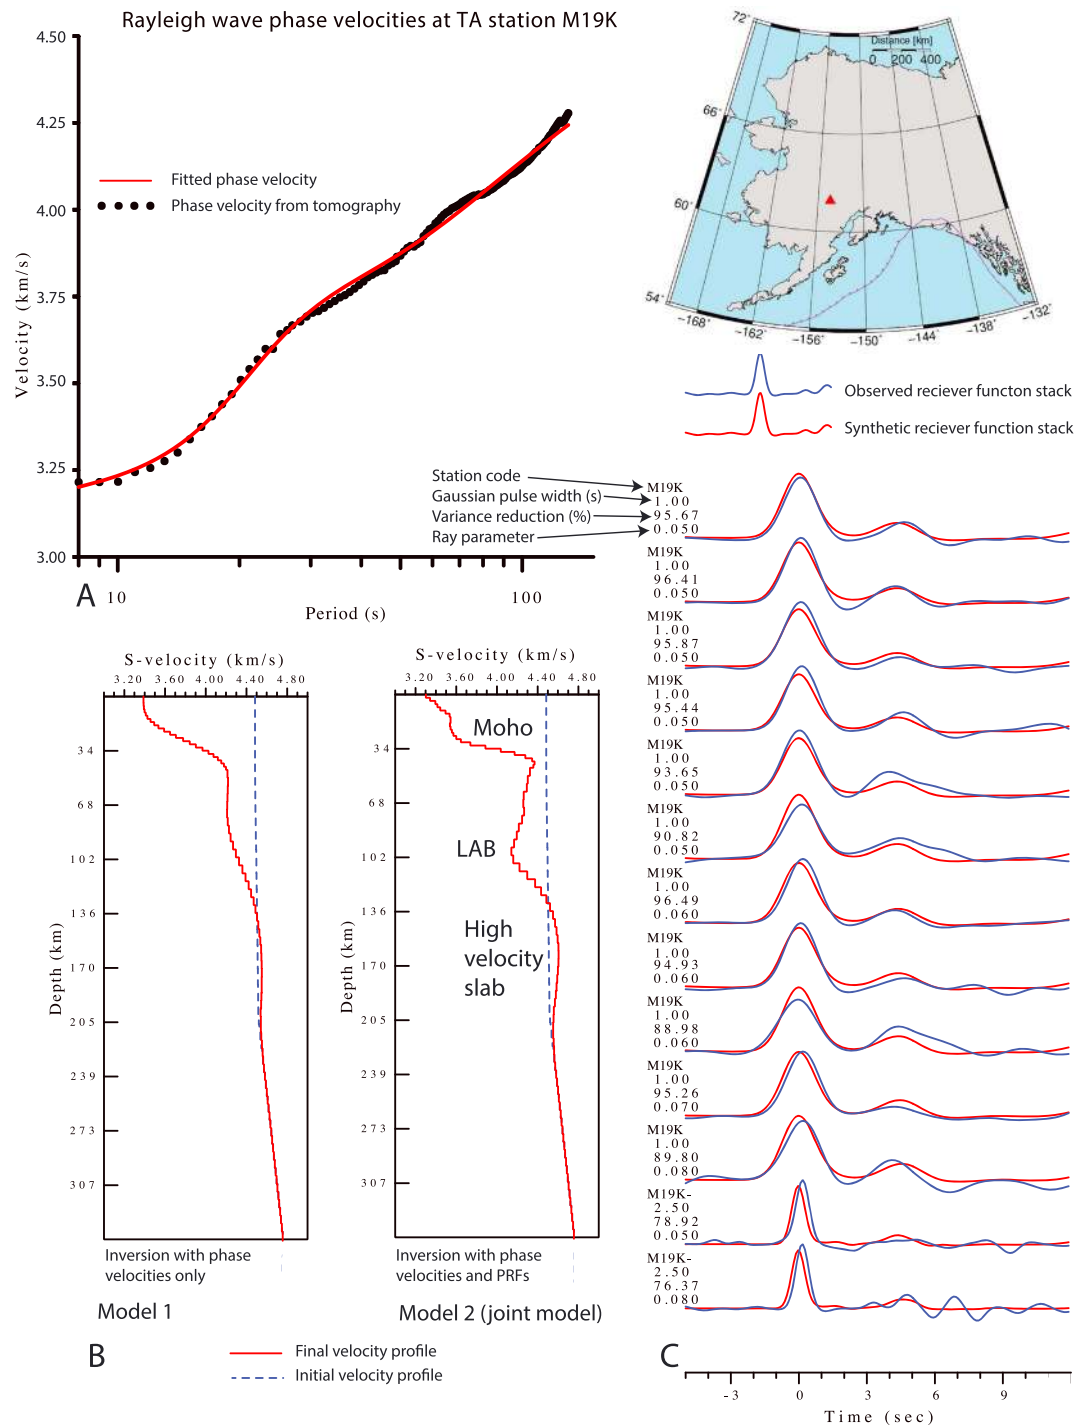 Rayleigh wave phase velocities at TA station M19K
4.50
4.25
4.00
3.75
3.50
3.25
3.00
Velocity (km/s)
Fitted phase velocity
Phase velocity from tomography
A
10
100
Period (s)
72°
66°
60°
54°
Distance [km]
0 200 400
-168°
-162°
-156°
-150°
-144°
-138°
-132°
Observed reciever functon stack
Synthetic reciever function stack
Station code
Gaussian pulse width (s)
Variance reduction (%)
Ray parameter
M19K
1.00
95.67
0.050
M19K
1.00
96.41
0.050
M19K
1.00
95.87
0.050
M19K
1.00
95.44
0.050
M19K
1.00
93.65
0.050
M19K
1.00
90.82
0.050
M19K
1.00
96.49
0.060
M19K
1.00
94.93
0.060
M19K
1.00
88.98
0.060
M19K
1.00
95.26
0.070
M19K
1.00
89.80
0.080
M19K-
2.50
78.92
0.050
M19K-
2.50
76.37
0.080
C
-3 0 3 6 9
Time (sec)
S-velocity (km/s)
3.20 3.60 4.00 4.40 4.80
34
68
102
136
170
205
239
273
307
Depth (km)
Inversion with phase
velocities only
Model 1
S-velocity (km/s)
3.20 3.60 4.00 4.40 4.80
34
68
102
136
170
205
239
273
307
Depth (km)
Moho
LAB
High
velocity
slab
Inversion with phase
velocities and PRFs
Model 2 (joint model)
B
Final velocity profile
Initial velocity profile